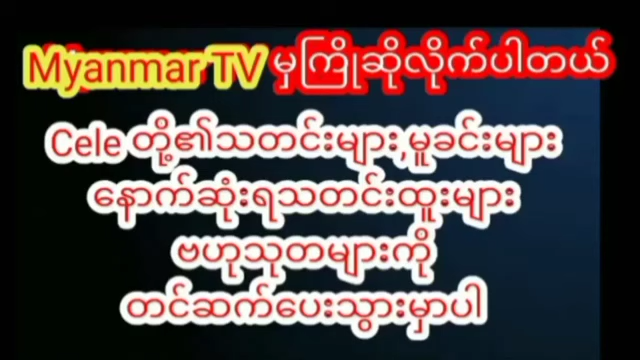 Myanmar TV မှကြိုဆိုလိုက်ပါတယ်
Cele တို့၏သတင်းများ,မူခင်းများ
နောက်ဆုံးရသတင်းထူးများ
ဗဟုသုတများကို
တင်ဆက်ပေးသွားမှာပါ